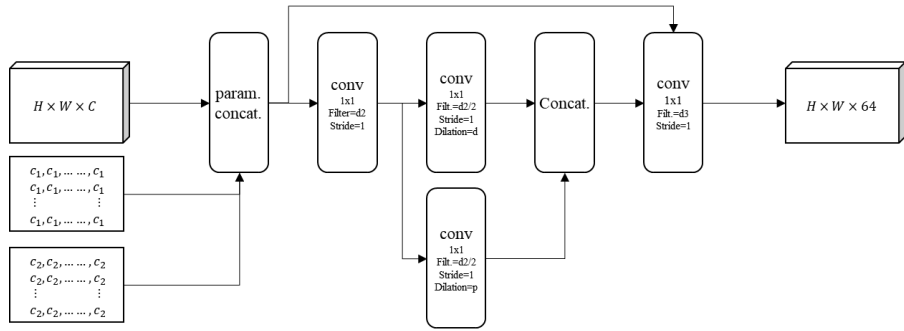 H × W × C
param.
concat.
conv
1x1
Filter=d2
Stride=1
conv
1x1
Filt.=d2/2
Stride=1
Dilation=d
Concat.
conv
1x1
Filt.=d3
Stride=1
H × W × 64
c₁, c₁, … … , c₁
c₁, c₁, … … , c₁
⋮ ⋮
c₁, c₁, … … , c₁
conv
1x1
Filt.=d2/2
Stride=1
Dilation=p
c₂, c₂, … … , c₂
c₂, c₂, … … , c₂
⋮ ⋮
c₂, c₂, … … , c₂